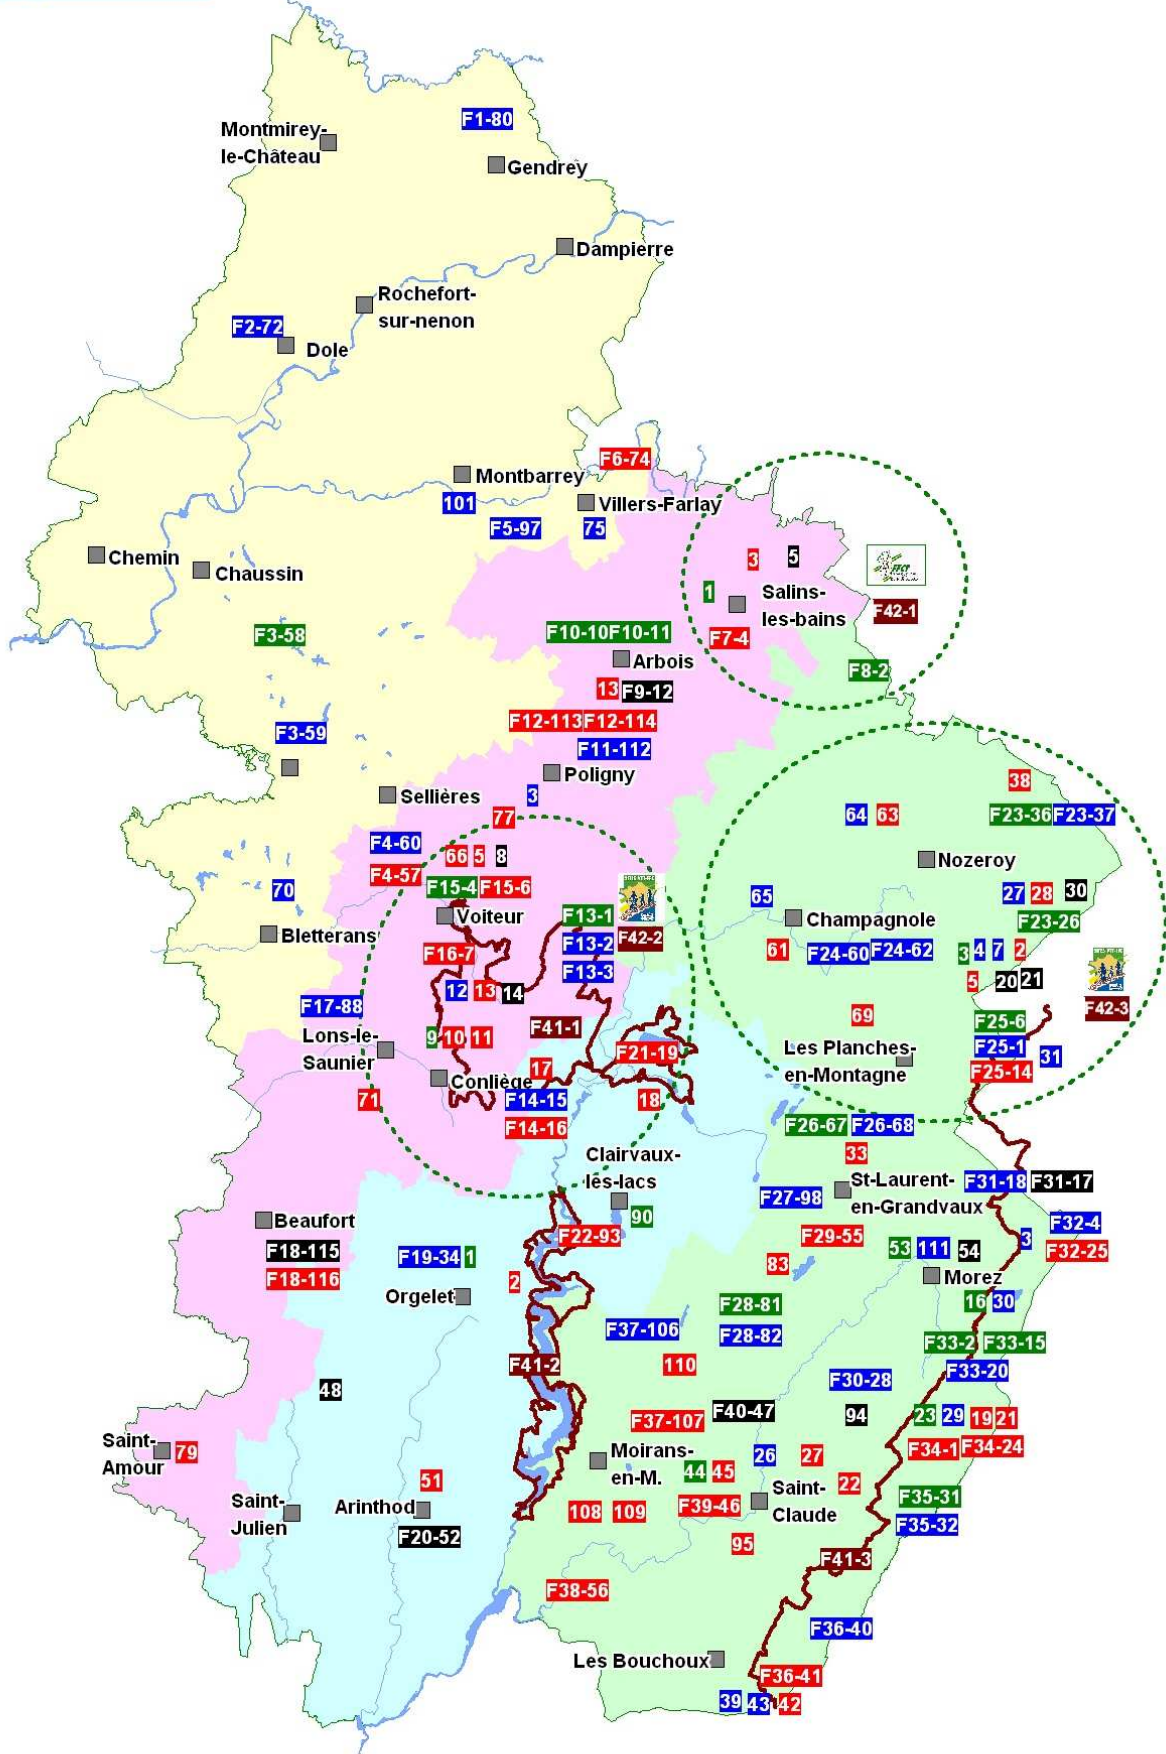 F1-80
Montmirey-
le-Château
Gendrey
Dampierre
Rochefort-
sur-nenon
F2-72
Dole
F6-74
Montbarrey
101
Villers-Farlay
F5-97
75
Chemin
Chaussin
3
5
1
Salins-
les-bains
F42-1
F3-58
F10-10 F10-11
F7-4
Arbois
F8-2
13
F9-12
F12-113 F12-114
F3-59
F11-112
Poligny
38
Sellières
3
77
64
63
F23-36 F23-37
F4-60
66
5
8
Nozeroy
F4-57
F15-4 F15-6
70
65
27
28
30
Voiteur
F13-1
Champagnole
F23-26
Bletterans
F13-2
F42-2
F16-7
61
F24-60 F24-62
3
4
7
2
F13-3
12
13
14
5
20
21
F17-88
F42-3
69
F25-6
Lons-le-
Saunier
9
10
11
F41-1
F21-19
Les Planches-
en-Montagne
F25-1
31
17
F25-14
Conliège
71
F14-15
18
F14-16
F26-67 F26-68
33
Clairvaux-
les-lacs
St-Laurent-
en-Grandvaux
F31-18 F31-17
F27-98
90
Beaufort
F22-93
F29-55
F32-4
3
F18-115
F19-34 1
53
111
54
F32-25
F18-116
2
83
Morez
Orgelet
F28-81
16
30
F37-106
F28-82
F33-2 F33-15
F41-2
110
F33-20
48
F30-28
F40-47
94
23
29
19
21
F37-107
Saint-
Amour
79
Moirans-
en-M.
26
27
F34-1 F34-24
44
45
51
22
Saint-
Julien
Arinthod
108
109
F39-46
Saint-
Claude
F35-31
F20-52
F35-32
95
F41-3
F38-56
F36-40
Les Bouchoux
F36-41
39
43
42